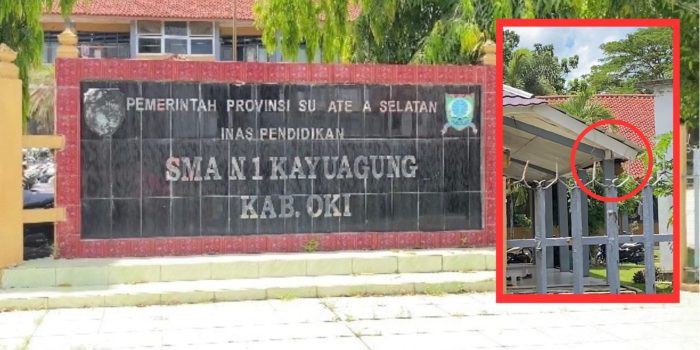 PEMERINTAH PROVINSI SU ATE A SELATAN
INAS PENDIDIKAN
SMA N 1 KAYUAGUNG
KAB. OKI